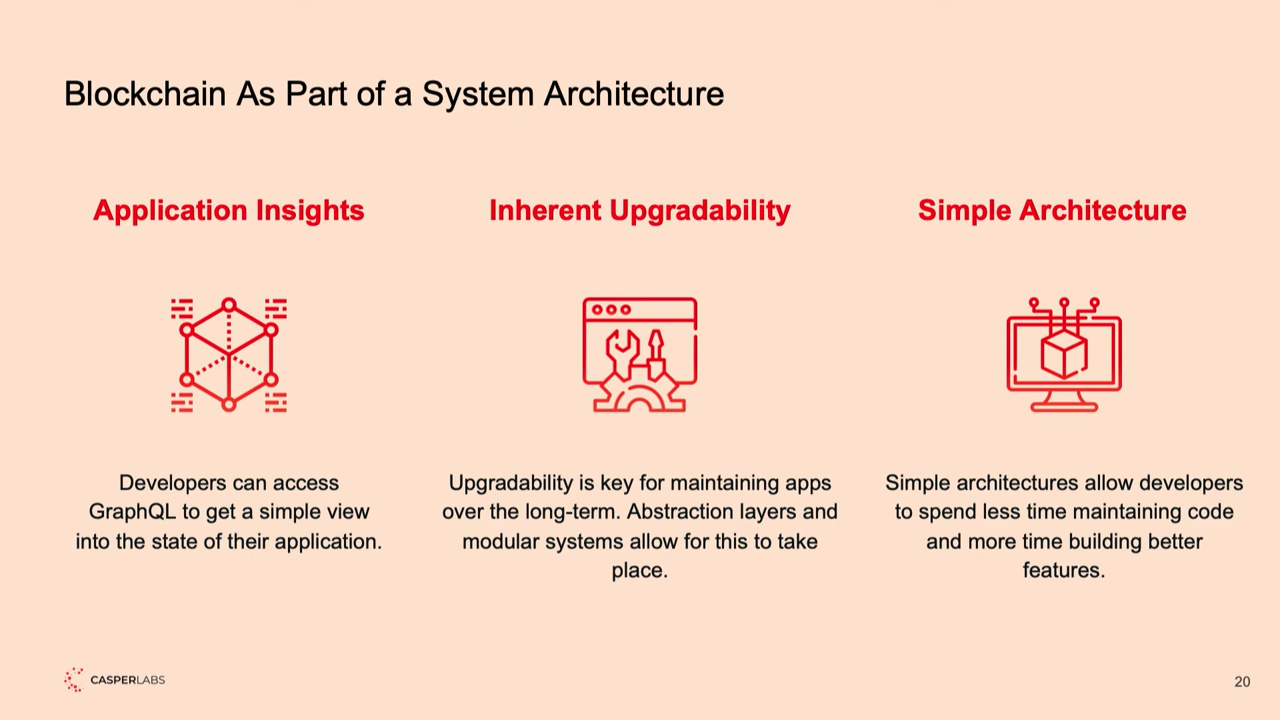 Blockchain As Part of a System Architecture
Application Insights
Developers can access
GraphQL to get a simple view
into the state of their application.
Inherent Upgradability
Upgradability is key for maintaining apps
over the long-term. Abstraction layers and
modular systems allow for this to take
place.
Simple Architecture
Simple architectures allow developers
to spend less time maintaining code
and more time building better
features.
CASPERLABS
20